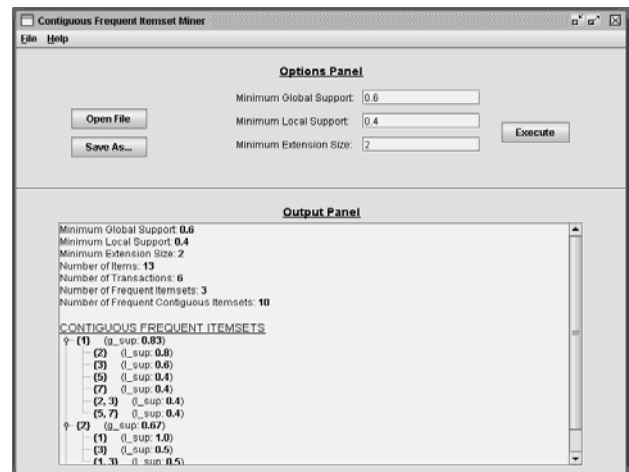 Contiguous Frequent Itemset Miner
File Help
Options Panel
Minimum Global Support: 0.6
Open File
Minimum Local Support: 0.4
Execute
Save As...
Minimum Extension Size: 2
Output Panel
Minimum Global Support: 0.6
Minimum Local Support: 0.4
Minimum Extension Size: 2
Number of Items: 13
Number of Transactions: 6
Number of Frequent Itemsets: 3
Number of Frequent Contiguous Itemsets: 10
CONTIGUOUS FREQUENT ITEMSETS
{1} (g_sup: 0.83)
{2} (l_sup: 0.8)
{3} (l_sup: 0.6)
{5} (l_sup: 0.4)
{7} (l_sup: 0.4)
{2, 3} (l_sup: 0.4)
{5, 7} (l_sup: 0.4)
{2} (g_sup: 0.67)
{1} (l_sup: 1.0)
{3} (l_sup: 0.5)
{1, 3} (l_sup: 0.5)